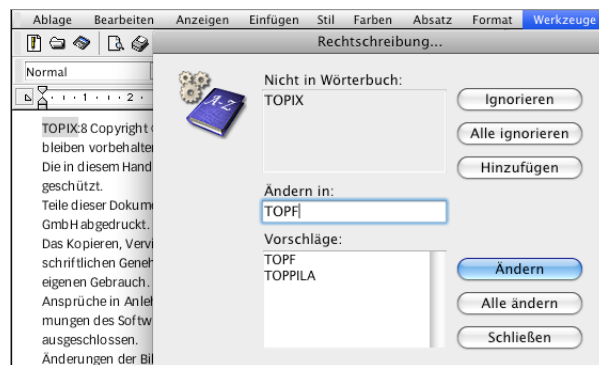 Ablage Bearbeiten Anzeigen Einfügen Stil Farben Absatz Format Werkzeuge
Rechtschreibung...
Normal
1 2
TOPIX:8 Copyright
bleiben vorbehalten
Die in diesem Hand
geschützt.
Teile dieser Dokume
GmbH abgedruckt.
Das Kopieren, Vervi
schriftlichen Geneh
eigenen Gebrauch.
Ansprüche in Anleh
mungen des Softw
ausgeschlossen.
Änderungen der Bil
A-Z
Nicht in Wörterbuch:
TOPIX
Ignorieren
Alle ignorieren
Hinzufügen
Ändern in:
TOPF
Vorschläge:
TOPF
TOPPILA
Ändern
Alle ändern
Schließen